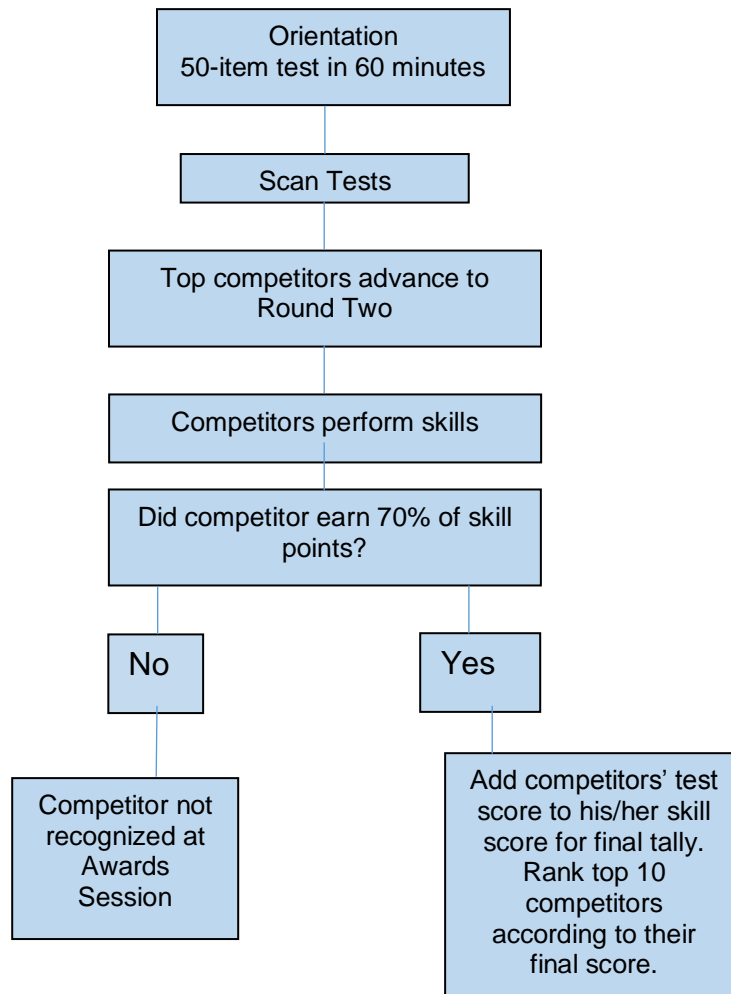 Orientation
50-item test in 60 minutes
Scan Tests
Top competitors advance to
Round Two
Competitors perform skills
Did competitor earn 70% of skill
points?
No
Yes
Competitor not
recognized at
Awards
Session
Add competitors’ test
score to his/her skill
score for final tally.
Rank top 10
competitors
according to their
final score.